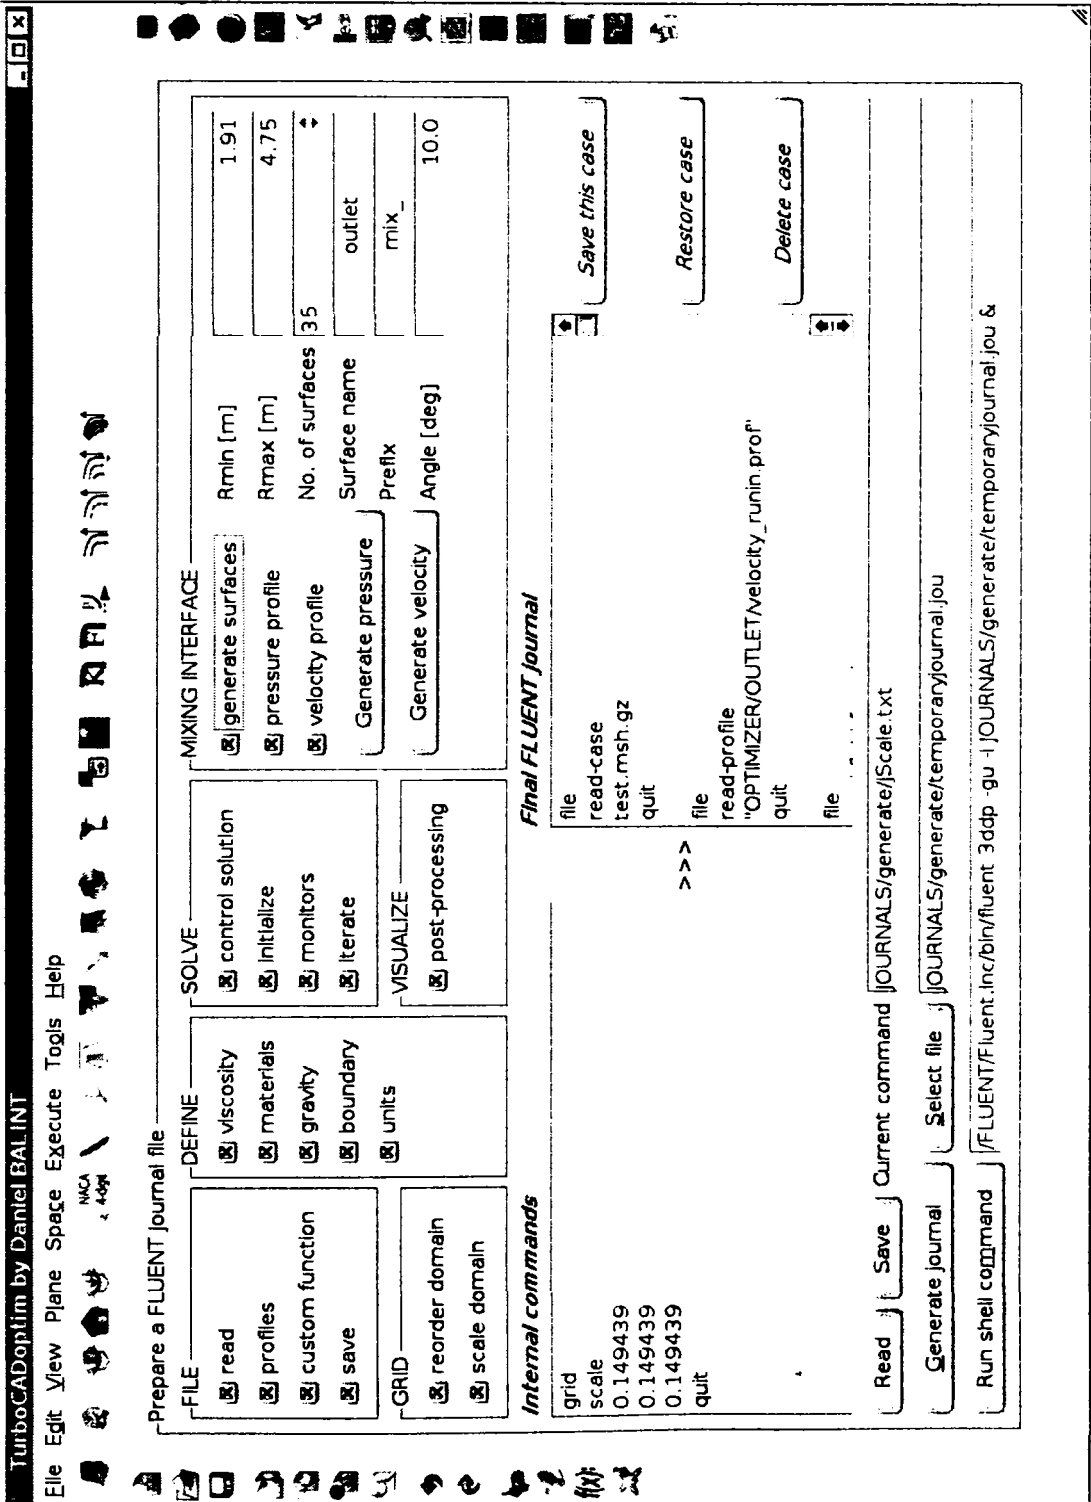 TurboCADoptim by Daniel BALINT
File Edit View Plane Space Execute Tools Help
NACA
4-digit
Prepare a FLUENT journal file
FILE
read
profiles
custom function
save
GRID
reorder domain
scale domain
DEFINE
viscosity
materials
gravity
boundary
units
SOLVE
control solution
initialize
monitors
iterate
VISUALIZE
post-processing
MIXING INTERFACE
generate surfaces
pressure profile
velocity profile
Generate pressure
Generate velocity
Rmin [m] 1.91
Rmax [m] 4.75
No. of surfaces 35
Surface name outlet
Prefix mix_
Angle [deg] 10.0
Internal commands
grid
scale
0.149439
0.149439
0.149439
quit
>>>
Final FLUENT journal
file
read-case
test.msh.gz
quit
file
read-profile
"OPTIMIZER/OUTLET/velocity_runin.prof"
quit
file
Save this case
Restore case
Delete case
Read Save Current command JOURNALS/generate/jScale.txt
Generate journal Select file JOURNALS/generate/temporaryjournal.jou
Run shell command /FLUENT/Fluent.Inc/bin/fluent 3ddp -gu -i JOURNALS/generate/temporaryjournal.jou &
f(x):